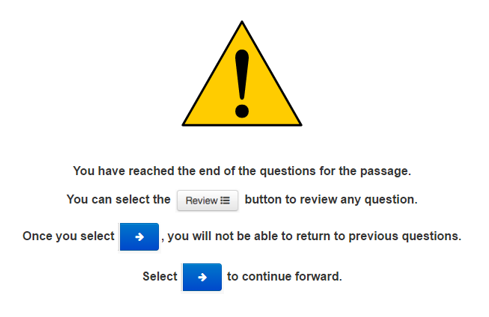 You have reached the end of the questions for the passage.
You can select the Review button to review any question.
Once you select , you will not be able to return to previous questions.
Select to continue forward.